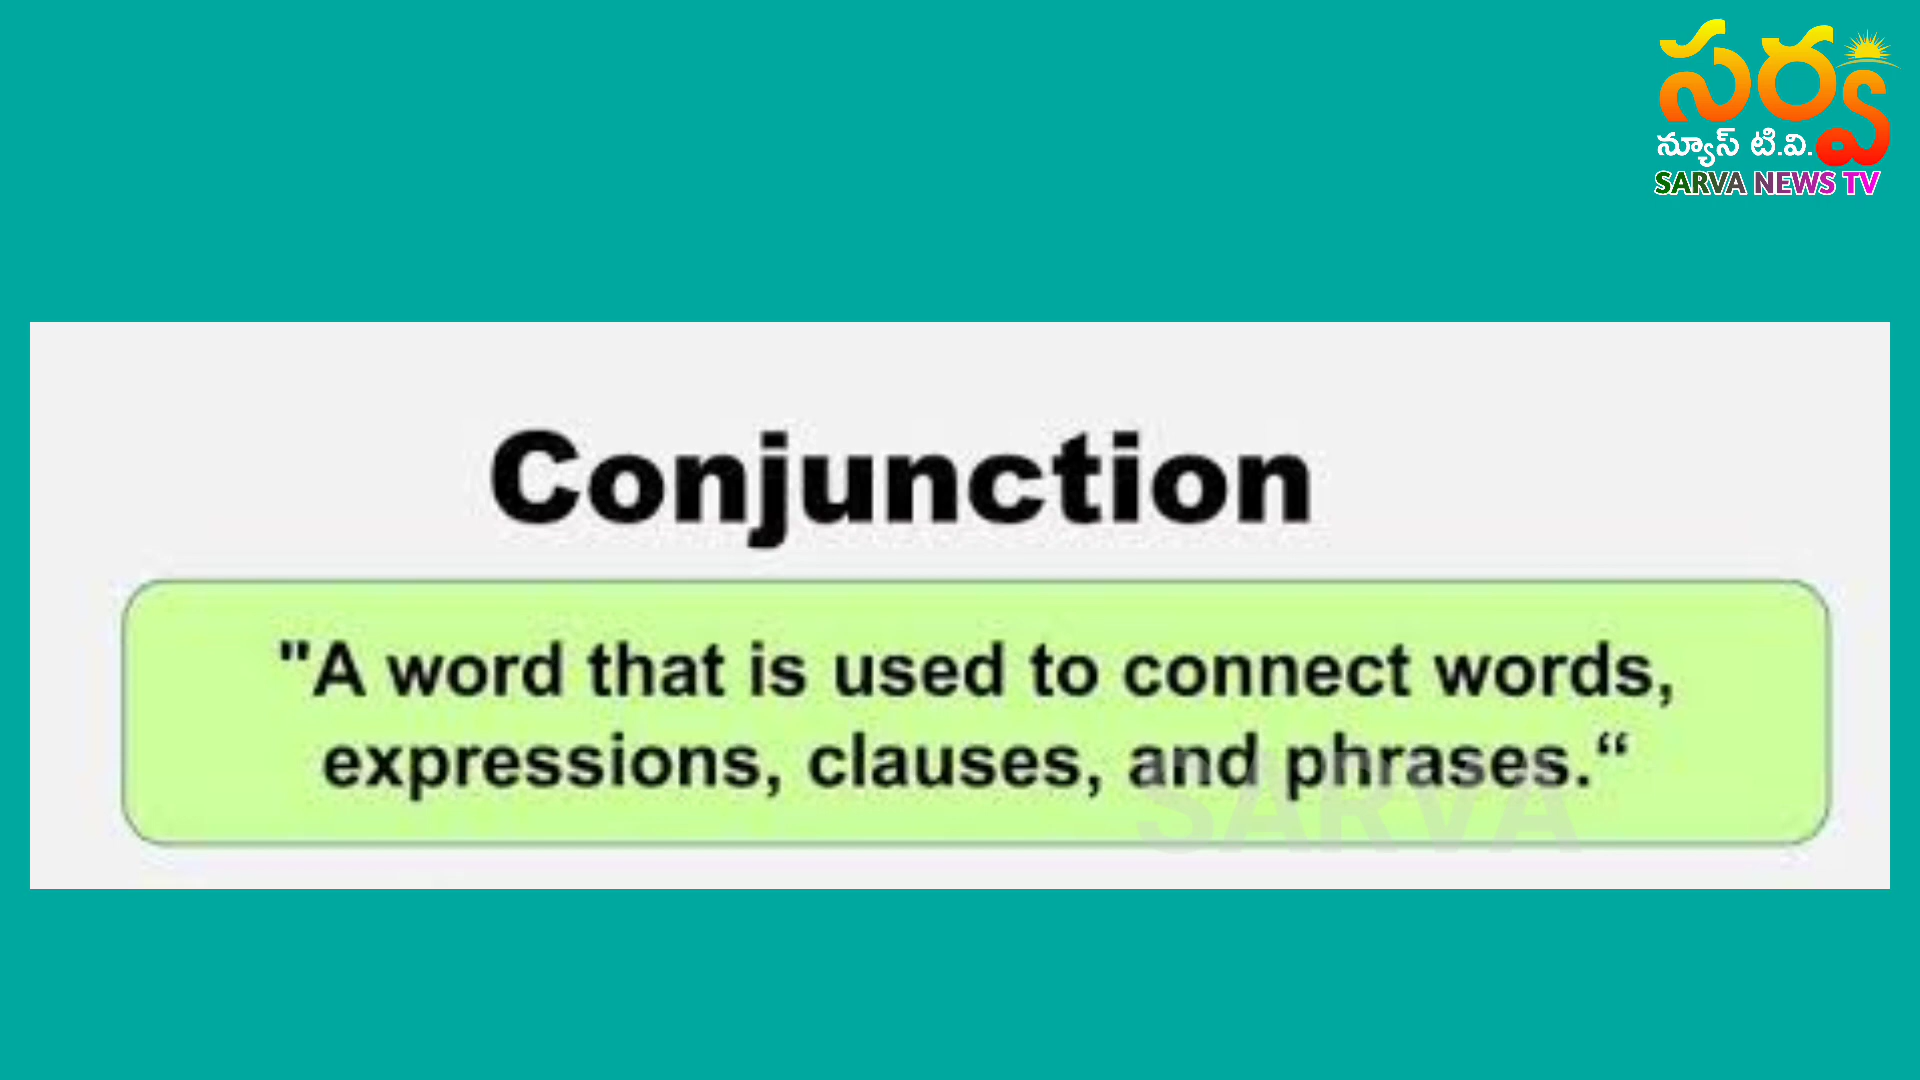 సర్వ
న్యూస్ టి.వి.
SARVA NEWS TV
Conjunction
"A word that is used to connect words,
expressions, clauses, and phrases.“
SARVA